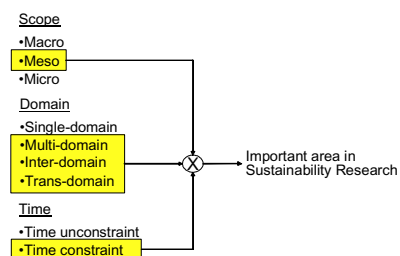 Scope
•Macro
•Meso
•Micro
Domain
•Single-domain
•Multi-domain
•Inter-domain
•Trans-domain
X
Important area in
Sustainability Research
Time
•Time unconstraint
•Time constraint